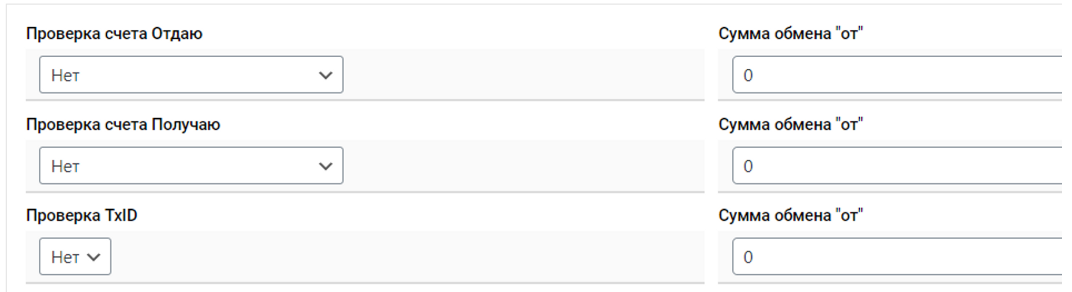 Проверка счета Отдаю
Сумма обмена "от"
Нет
0
Проверка счета Получаю
Сумма обмена "от"
Нет
0
Проверка TxID
Сумма обмена "от"
Нет
0